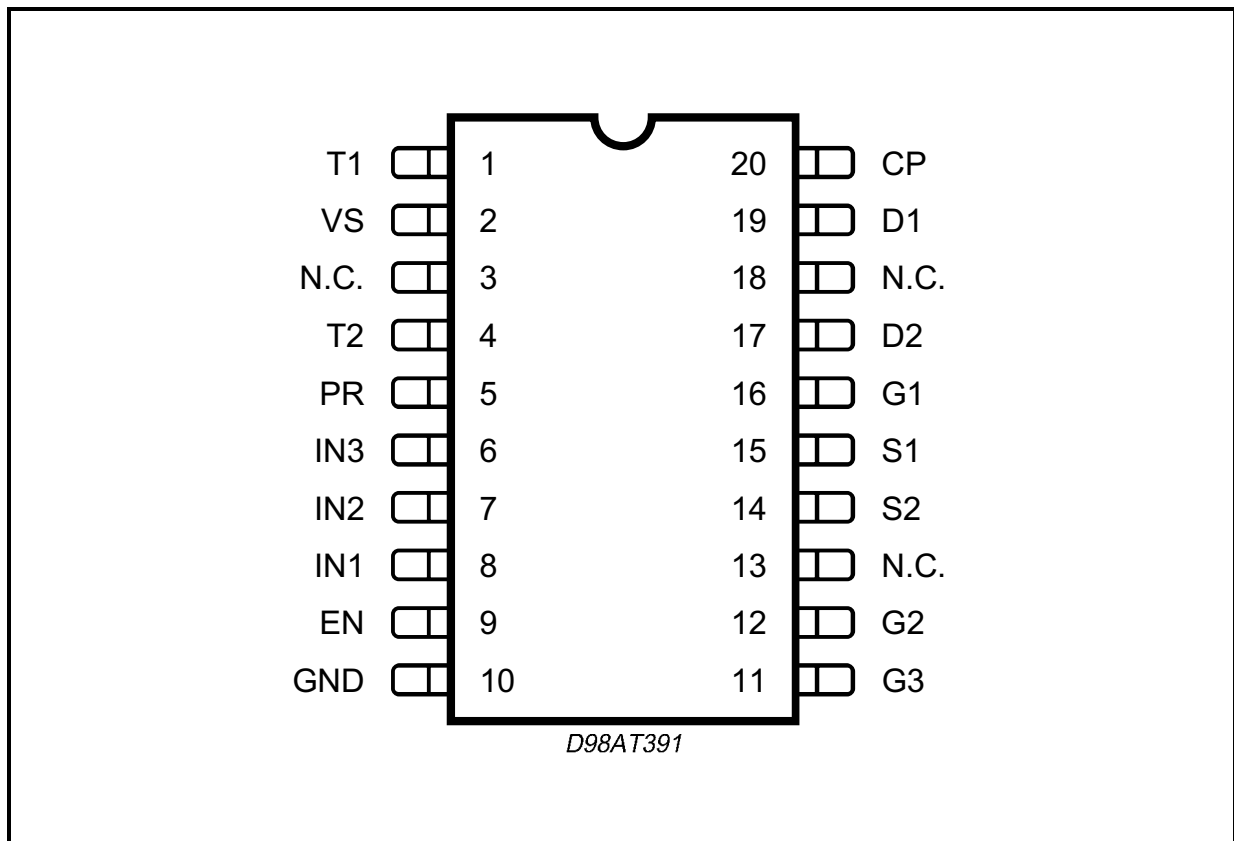 T1 1 20 CP
VS 2 19 D1
N.C. 3 18 N.C.
T2 4 17 D2
PR 5 16 G1
IN3 6 15 S1
IN2 7 14 S2
IN1 8 13 N.C.
EN 9 12 G2
GND 10 11 G3
D98AT391